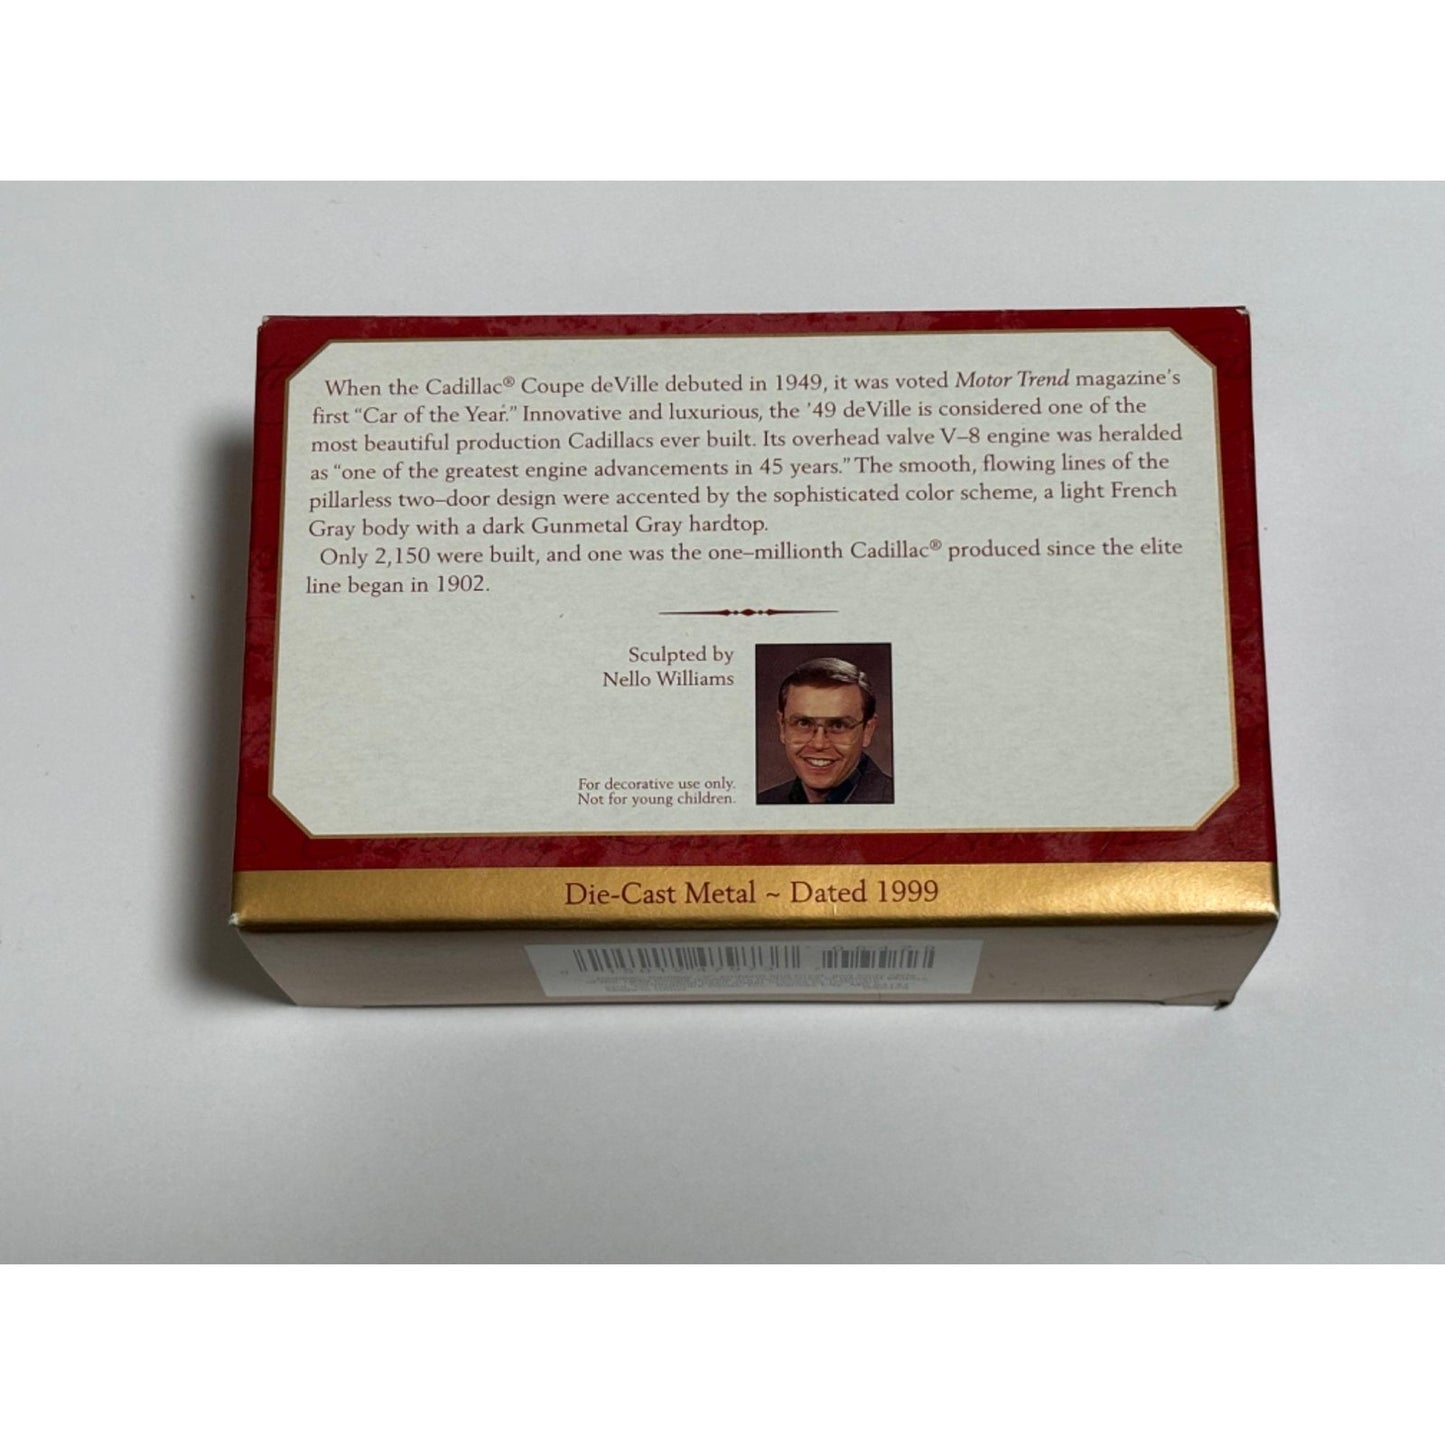 When the Cadillac® Coupe deVille debuted in 1949, it was voted Motor Trend magazine's
first “Car of the Year.” Innovative and luxurious, the '49 deVille is considered one of the
most beautiful production Cadillacs ever built. Its overhead valve V–8 engine was heralded
as “one of the greatest engine advancements in 45 years.” The smooth, flowing lines of the
pillarless two–door design were accented by the sophisticated color scheme, a light French
Gray body with a dark Gunmetal Gray hardtop.
Only 2,150 were built, and one was the one–millionth Cadillac® produced since the elite
line began in 1902.
Sculpted by
Nello Williams
For decorative use only.
Not for young children.
Die-Cast Metal ~ Dated 1999